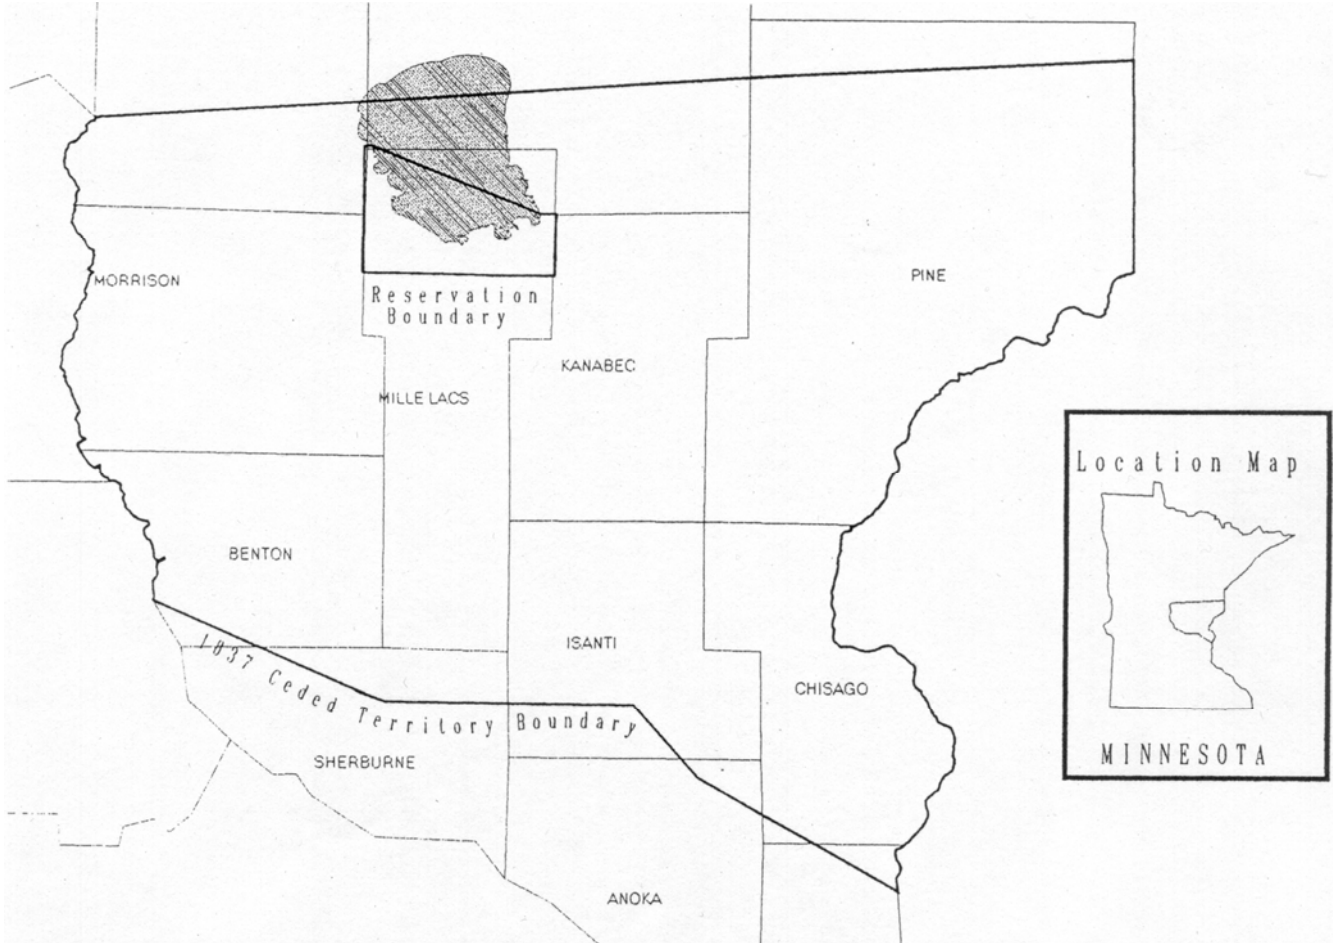 MORRISON
PINE
Reservation
Boundary
KANABEC
MILLE LACS
Location Map
BENTON
ISANTI
1837 Ceded Territory Boundary
CHISAGO
MINNESOTA
SHERBURNE
ANOKA